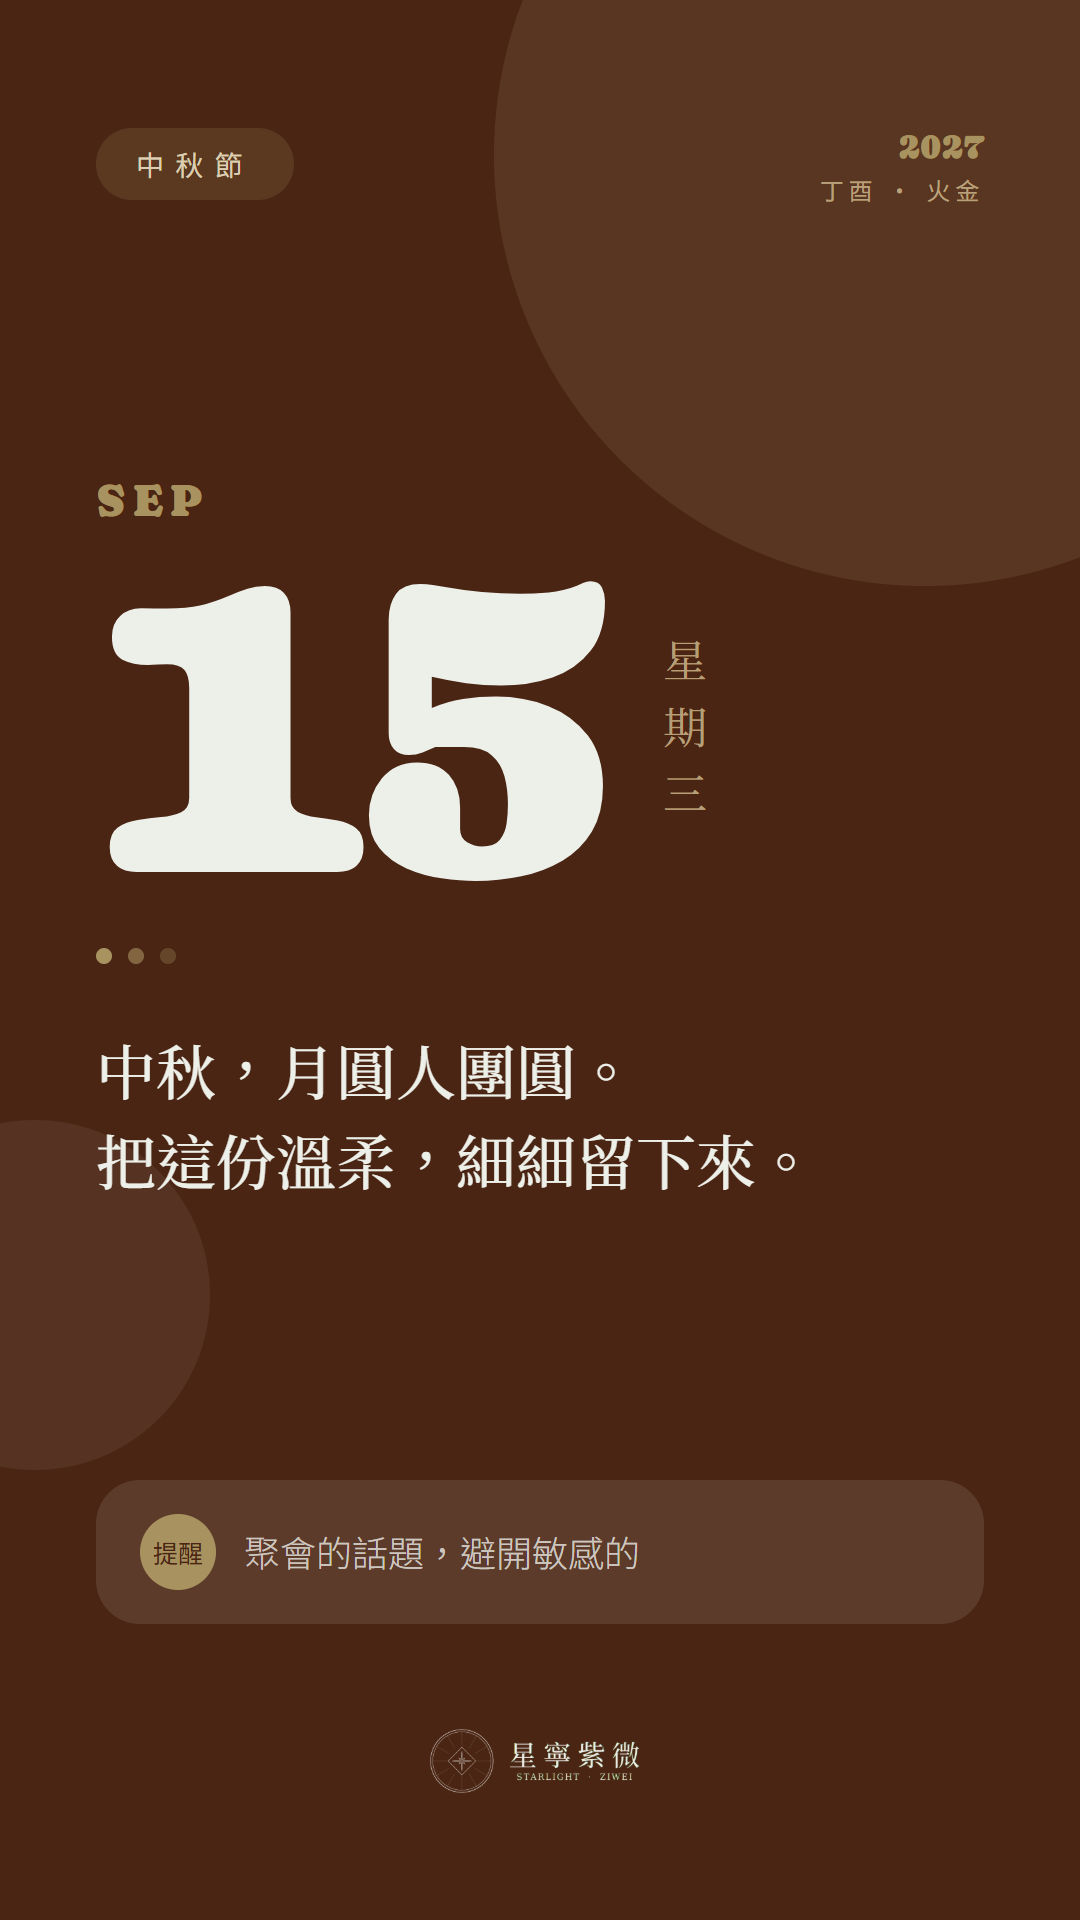 中秋節
2027
丁酉 · 火金
SEP
15
星期三
中秋，月圓人團圓。
把這份溫柔，細細留下來。
提醒
聚會的話題，避開敏感的
星寧紫微
STARLIGHT · ZIWEI